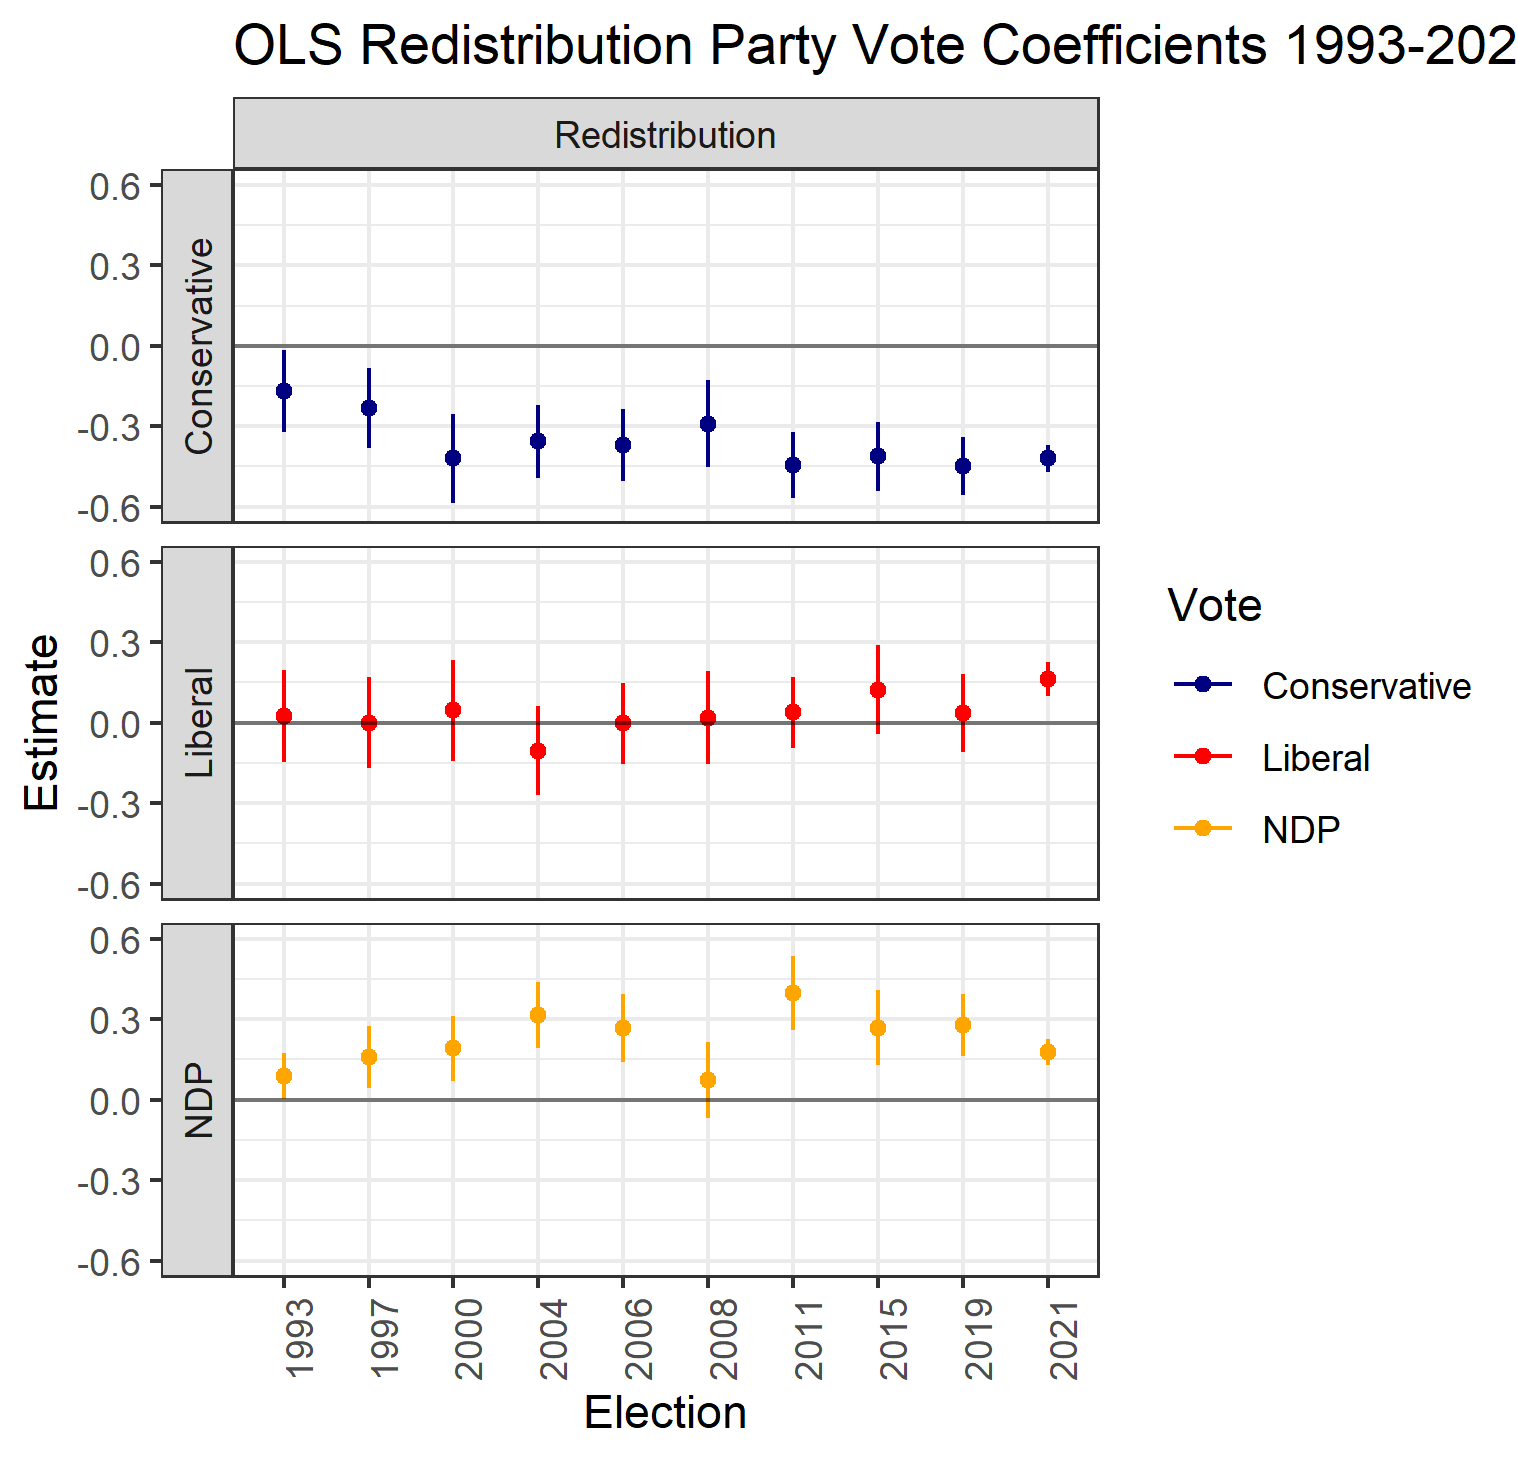 OLS Redistribution Party Vote Coefficients 1993-202
Redistribution
Conservative
0.6
0.3
0.0
-0.3
-0.6
Liberal
0.6
0.3
0.0
-0.3
-0.6
NDP
0.6
0.3
0.0
-0.3
-0.6
Estimate
1993
1997
2000
2004
2006
2008
2011
2015
2019
2021
Election
Vote
Conservative
Liberal
NDP